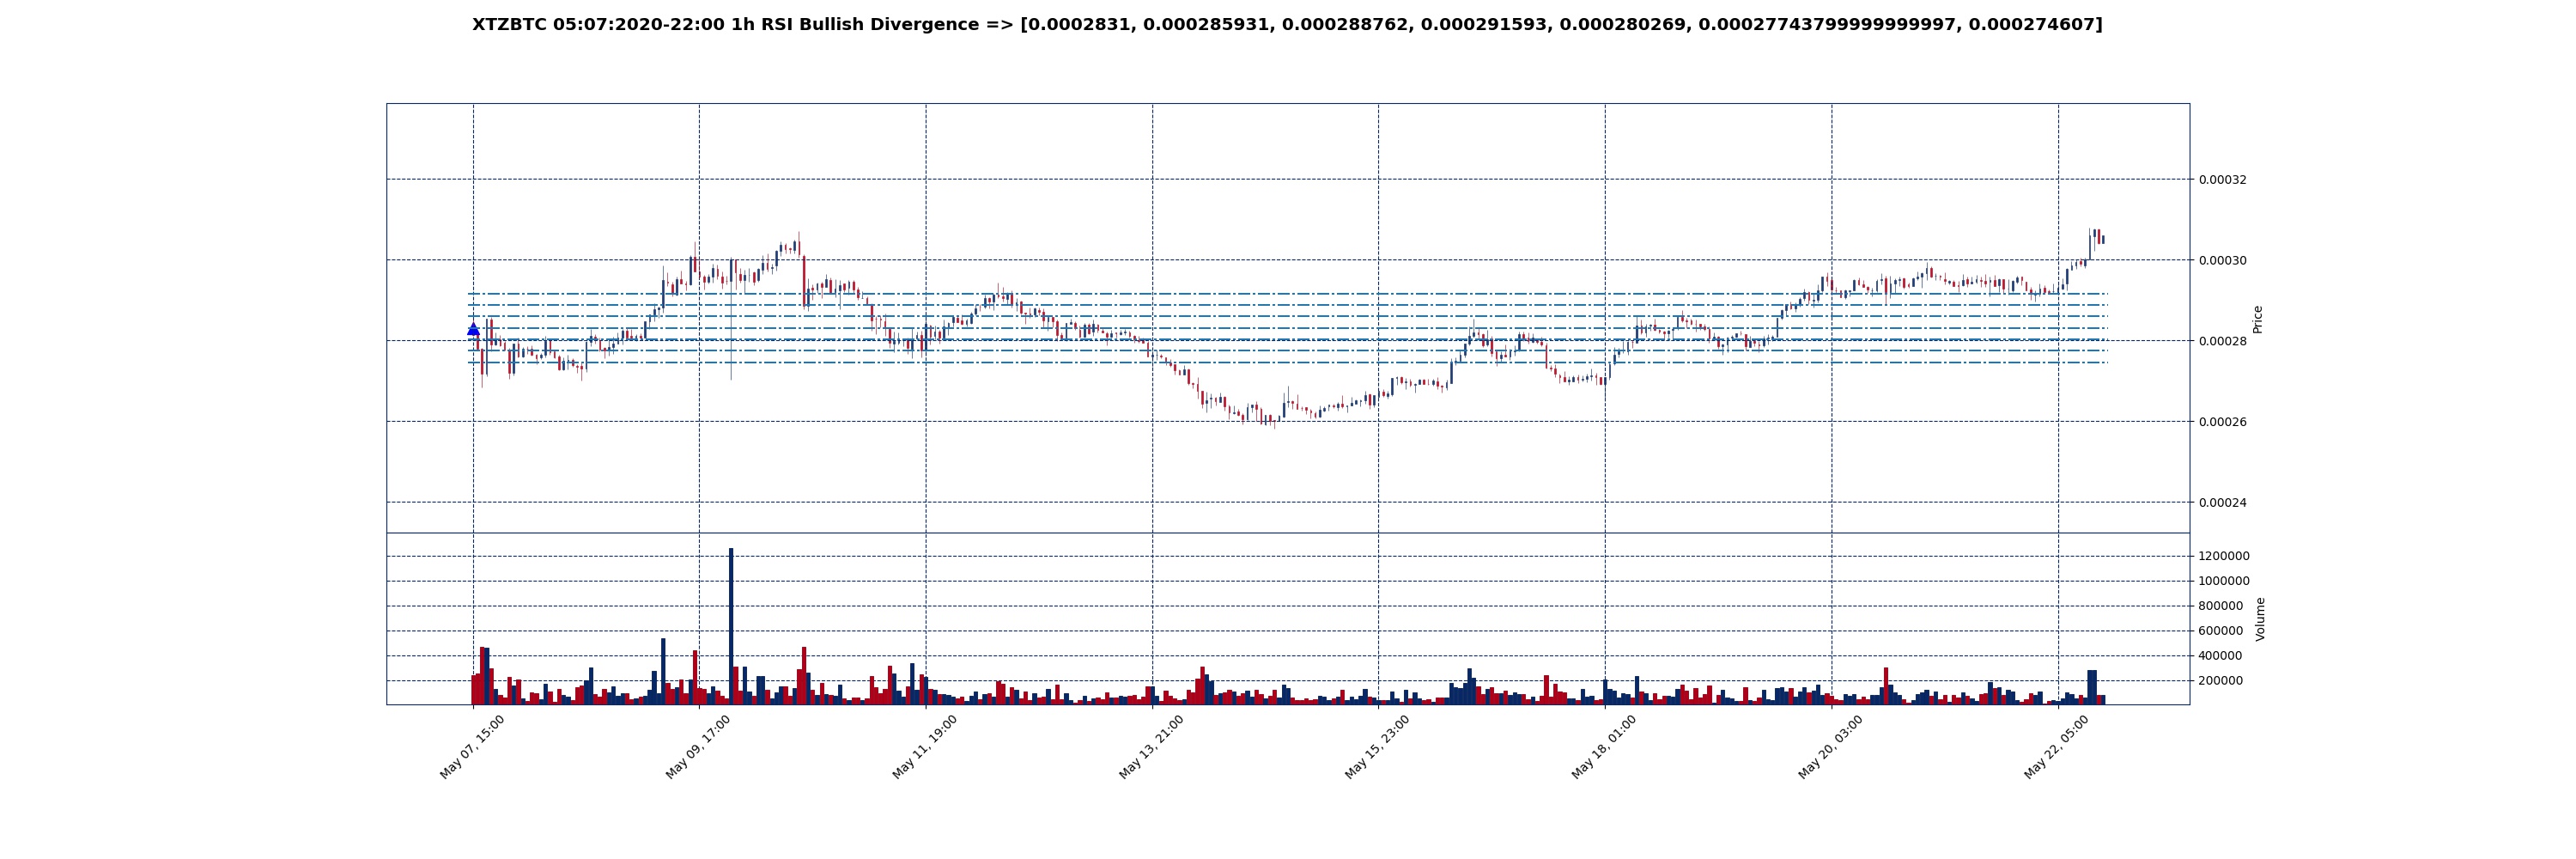 XTZBTC 05:07:2020-22:00 1h RSI Bullish Divergence => [0.0002831, 0.000285931, 0.000288762, 0.000291593, 0.000280269, 0.00027743799999999997, 0.000274607]
0.00032
0.00030
0.00028
0.00026
0.00024
Price
1200000
1000000
800000
600000
400000
200000
Volume
May 07, 15:00
May 09, 17:00
May 11, 19:00
May 13, 21:00
May 15, 23:00
May 18, 01:00
May 20, 03:00
May 22, 05:00